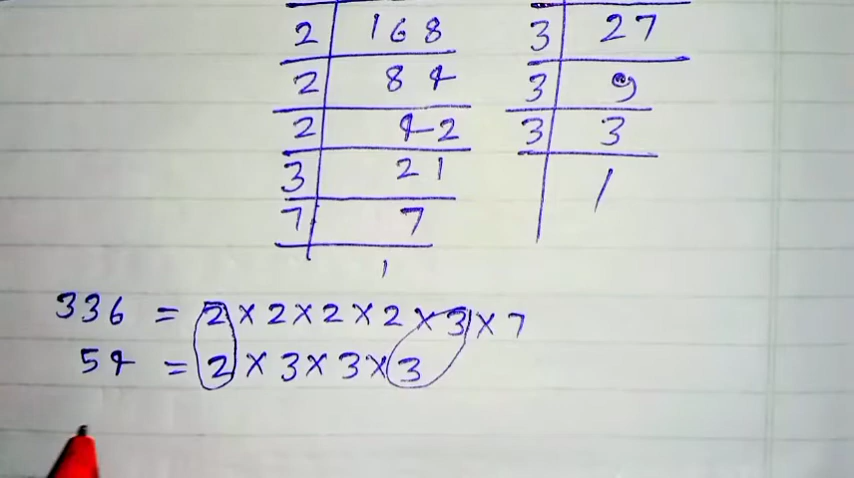 2 | 168
2 | 84
2 | 42
3 | 21
7 | 7
1
3 | 27
3 | 9
3 | 3
1
336 = 2 × 2 × 2 × 2 × 3 × 7
54 = 2 × 3 × 3 × 3